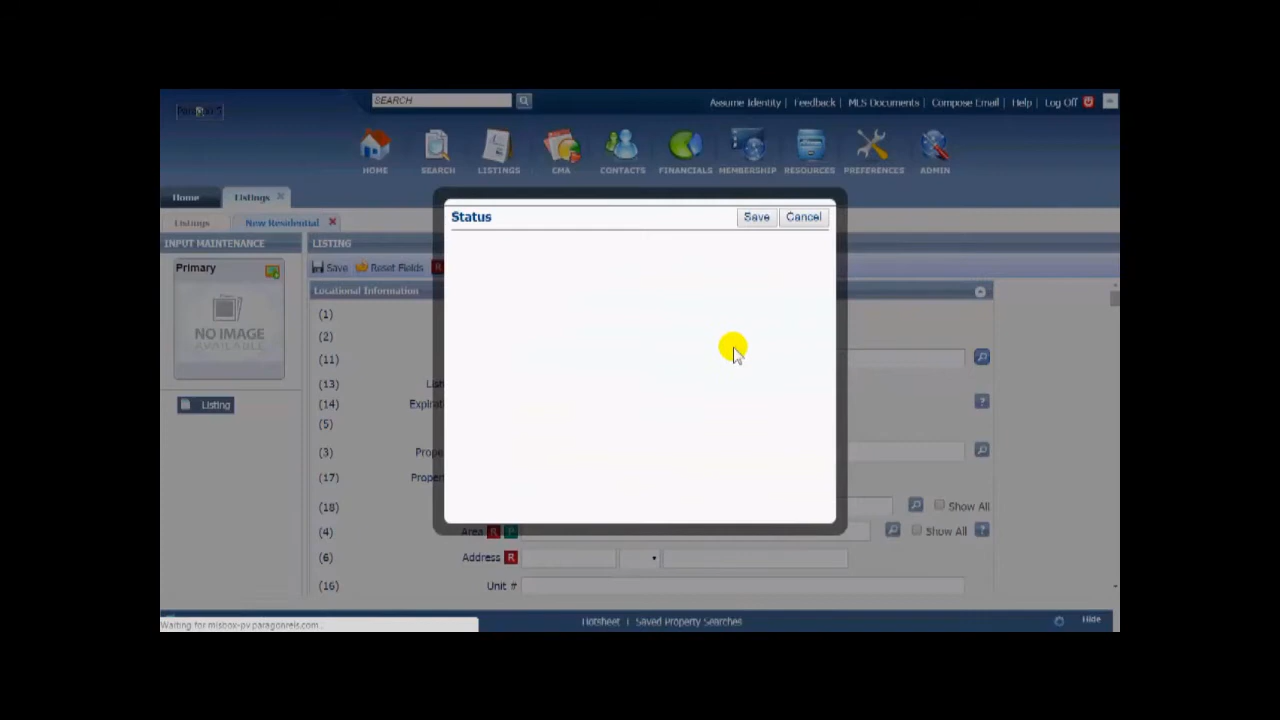 SEARCH
Assume Identity | Feedback | MLS Documents | Compose Email | Help | Log Off
HOME SEARCH LISTINGS CMA CONTACTS FINANCIALS MEMBERSHIP RESOURCES PREFERENCES ADMIN
Home Listings
Listings New Residential
INPUT MAINTENANCE LISTING
Status Save Cancel
Primary
Save Reset Fields R
Locational Information
NO IMAGE
AVAILABLE
(1)
(2)
(11)
(13)
(14)
Listing
(5)
(3)
(17)
(18) Show All
(4) Area R P Show All ?
(6) Address R
(16) Unit #
Hotsheet | Saved Property Searches Hide